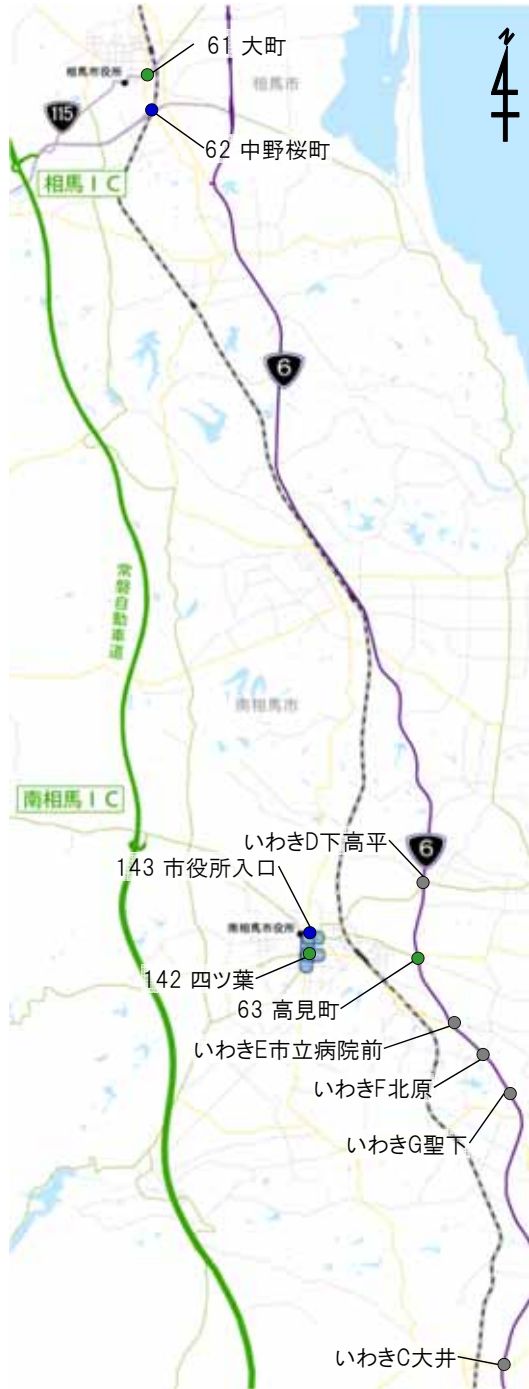 N
61 大町
相馬市役所
相馬市
115
62 中野桜町
相馬IC
6
常磐自動車道
南相馬市
南相馬IC
いわきD下高平
6
143 市役所入口
南相馬市役所
142 四ツ葉
63 高見町
いわきE市立病院前
いわきF北原
いわきG聖下
いわきC大井